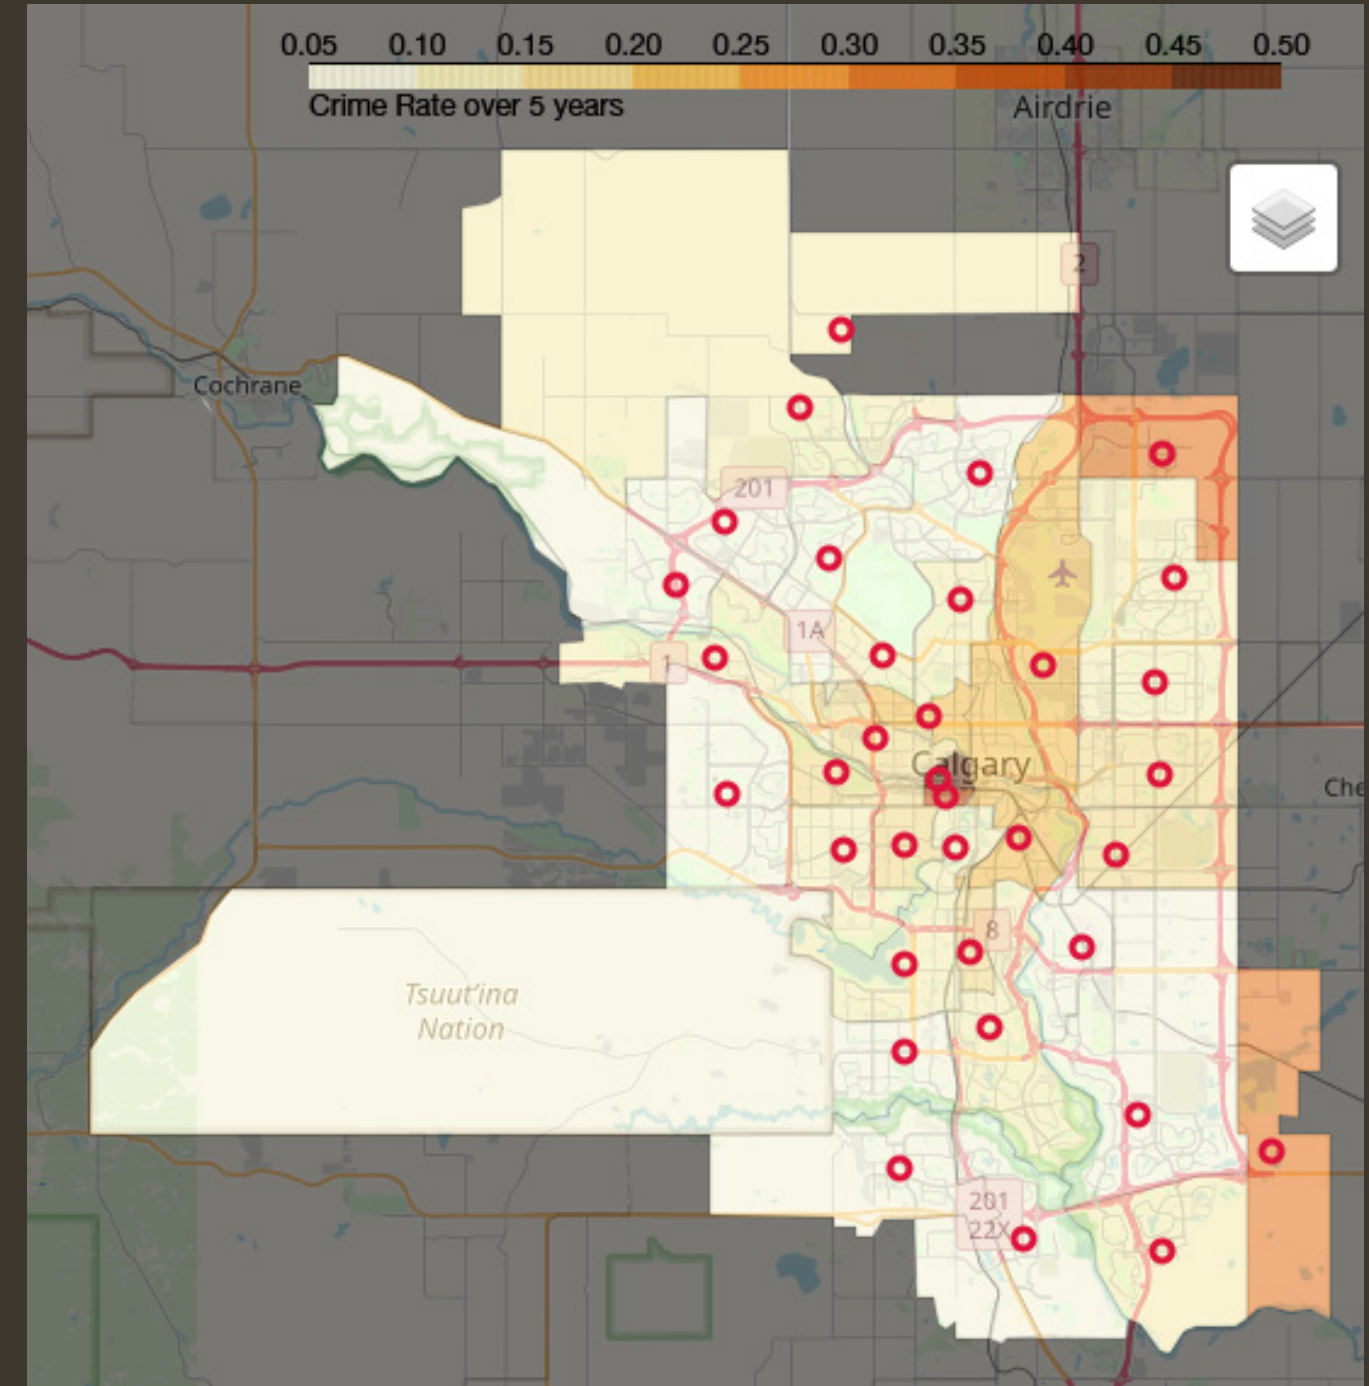 0.05 0.10 0.15 0.20 0.25 0.30 0.35 0.40 0.45 0.50
Crime Rate over 5 years
Airdrie
2
Cochrane
201
1A
1
Calgary
Che
8
Tsuut'ina
Nation
201
22X